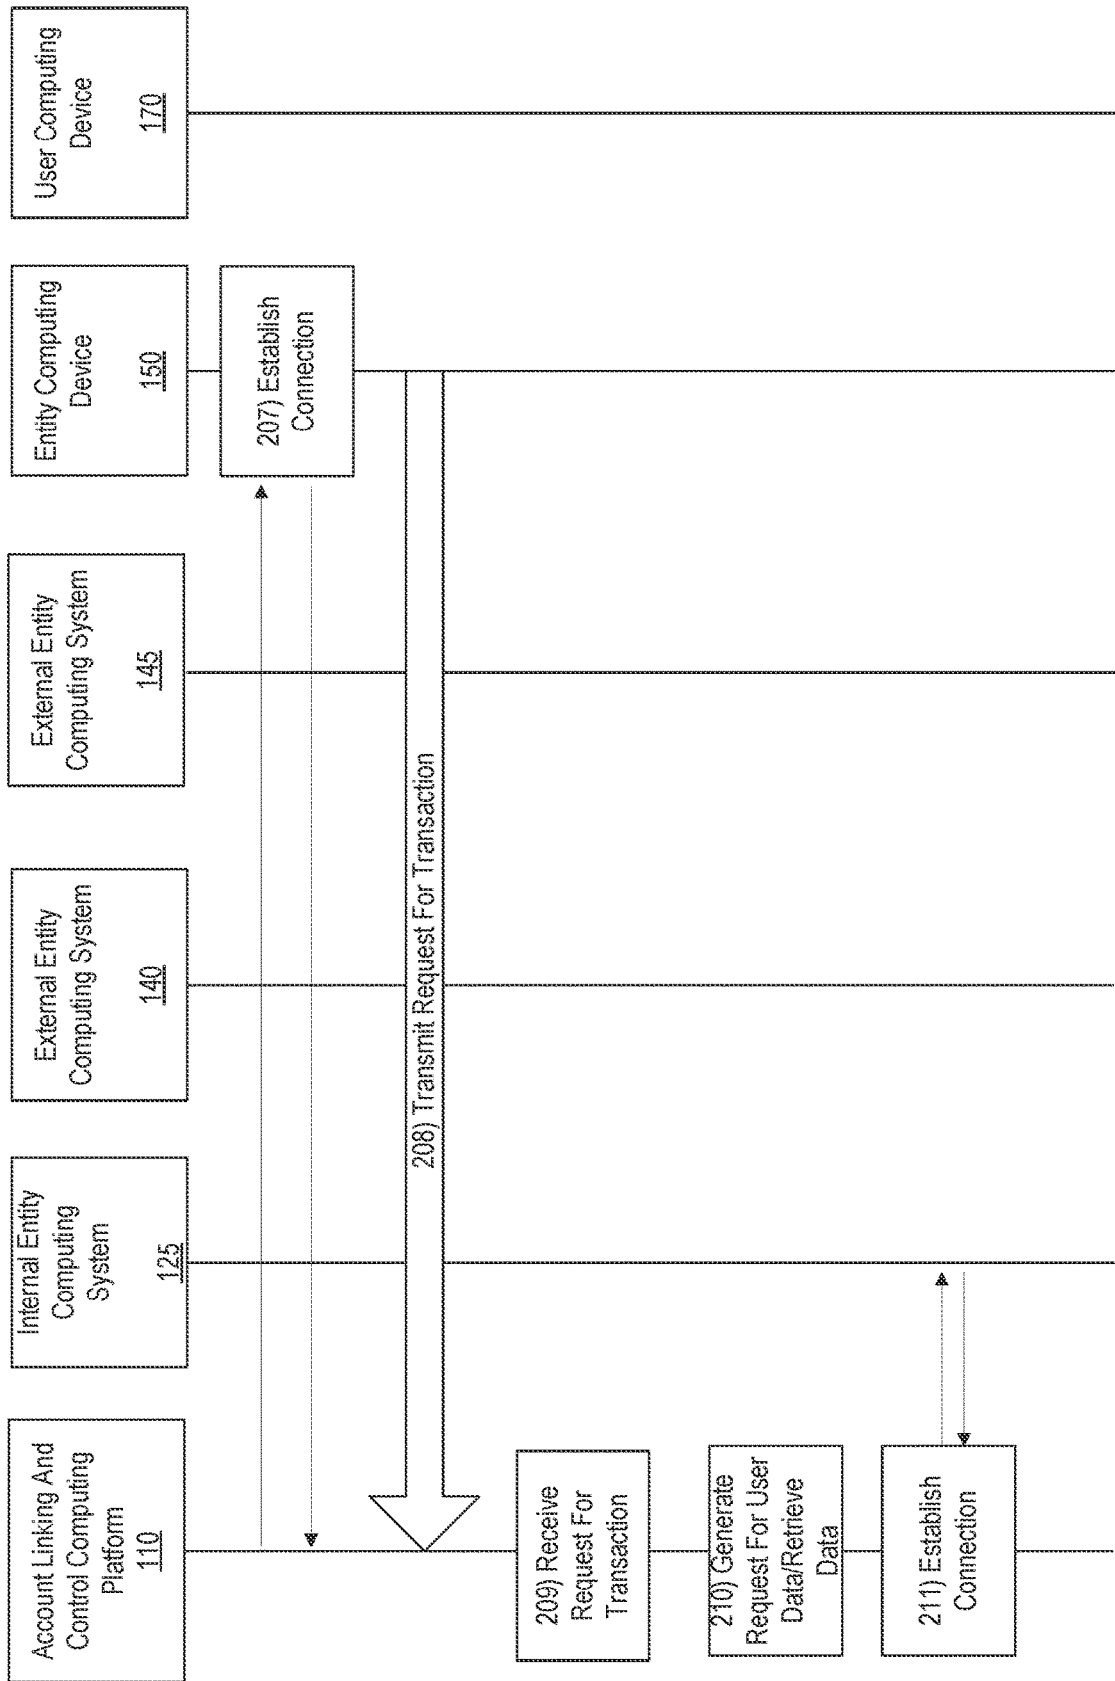 Account Linking And
Control Computing
Platform
110
Internal Entity
Computing
System
125
External Entity
Computing System
140
External Entity
Computing System
145
Entity Computing
Device
150
User Computing
Device
170
207) Establish
Connection
208) Transmit Request For Transaction
209) Receive
Request For
Transaction
210) Generate
Request For User
Data/Retrieve
Data
211) Establish
Connection